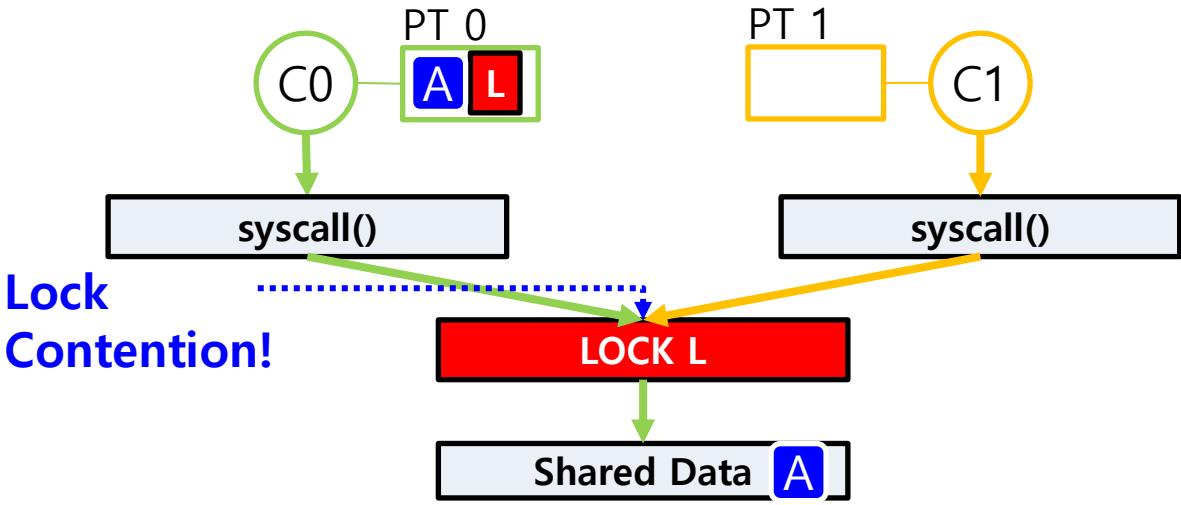 PT 0
PT 1
C0
A
L
C1
syscall()
syscall()
Lock
Contention!
LOCK L
Shared Data
A